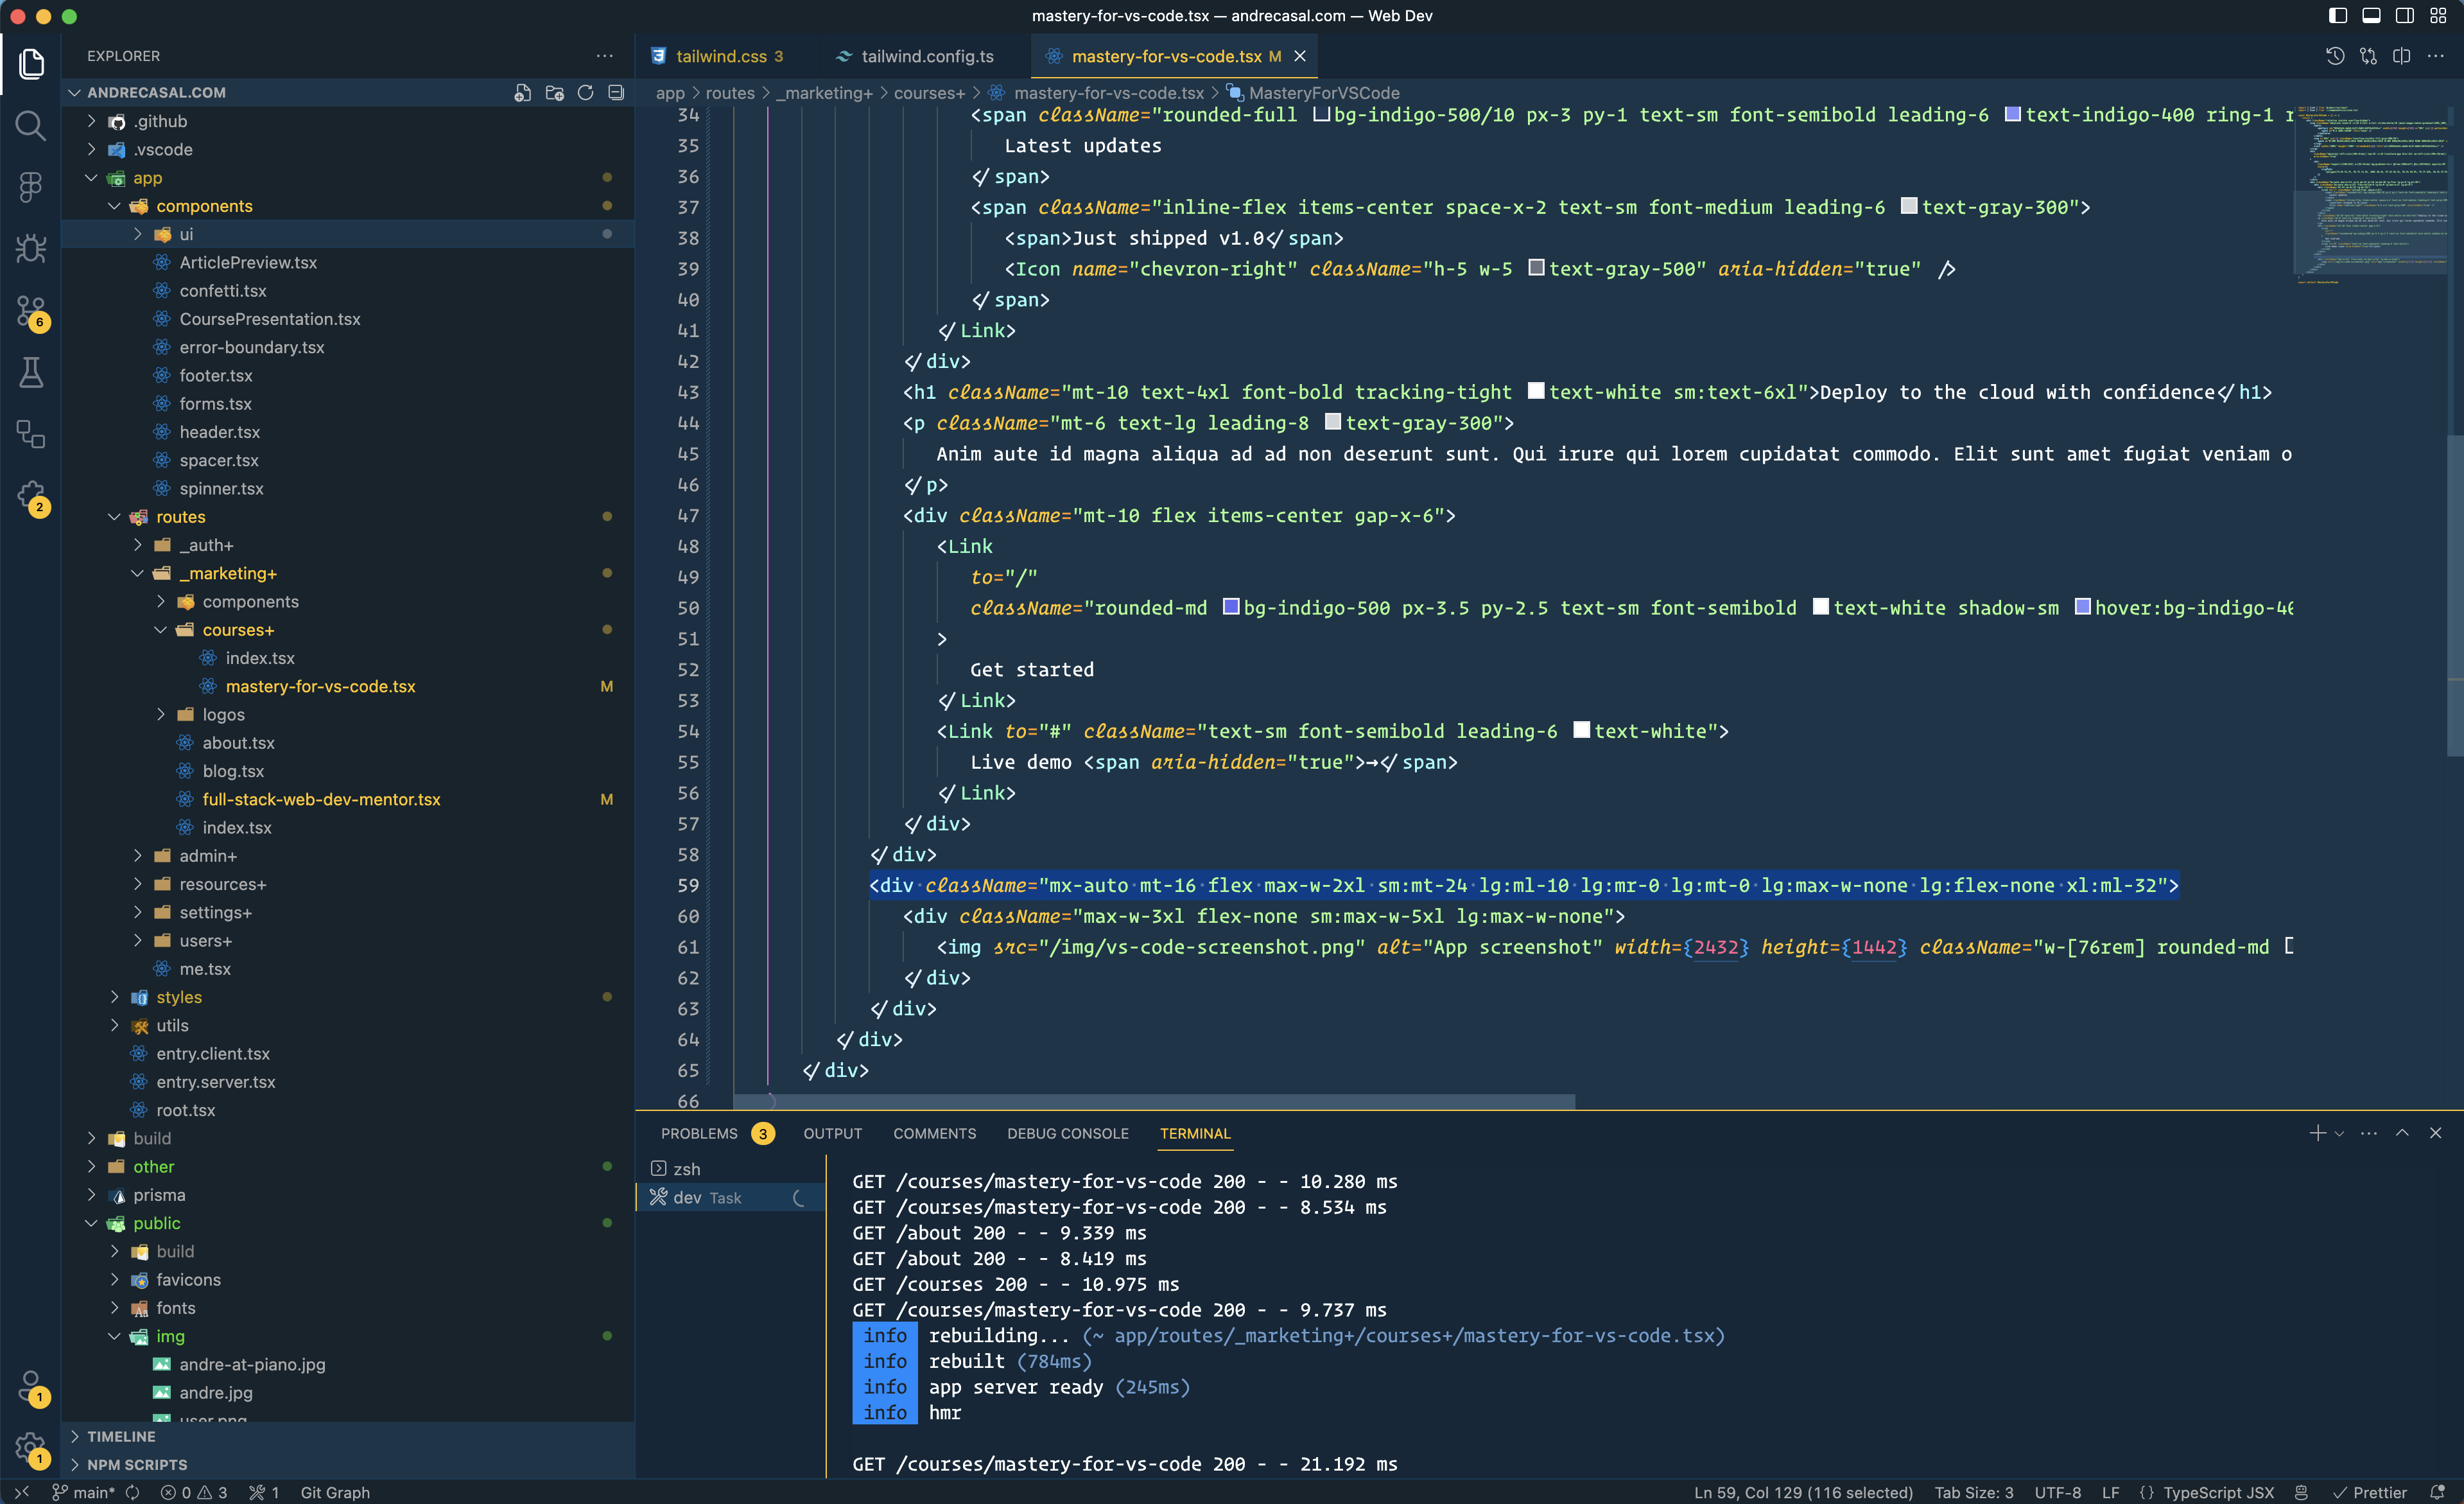 mastery-for-vs-code.tsx — andrecasal.com — Web Dev
EXPLORER
ANDRECASAL.COM
.github
.vscode
app
components
ui
ArticlePreview.tsx
confetti.tsx
CoursePresentation.tsx
error-boundary.tsx
footer.tsx
forms.tsx
header.tsx
spacer.tsx
spinner.tsx
routes
_auth+
_marketing+
components
courses+
index.tsx
mastery-for-vs-code.tsx M
logos
about.tsx
blog.tsx
full-stack-web-dev-mentor.tsx M
index.tsx
admin+
resources+
settings+
users+
me.tsx
styles
utils
entry.client.tsx
entry.server.tsx
root.tsx
build
other
prisma
public
build
favicons
fonts
img
andre-at-piano.jpg
andre.jpg
user.png
TIMELINE
NPM SCRIPTS
6
2
1
1
tailwind.css 3
tailwind.config.ts
mastery-for-vs-code.tsx M
app > routes > _marketing+ > courses+ > mastery-for-vs-code.tsx > MasteryForVSCode
34 <span className="rounded-full bg-indigo-500/10 px-3 py-1 text-sm font-semibold leading-6 text-indigo-400 ring-1 r
35 Latest updates
36 </span>
37 <span className="inline-flex items-center space-x-2 text-sm font-medium leading-6 text-gray-300">
38 <span>Just shipped v1.0</span>
39 <Icon name="chevron-right" className="h-5 w-5 text-gray-500" aria-hidden="true" />
40 </span>
41 </Link>
42 </div>
43 <h1 className="mt-10 text-4xl font-bold tracking-tight text-white sm:text-6xl">Deploy to the cloud with confidence</h1>
44 <p className="mt-6 text-lg leading-8 text-gray-300">
45 Anim aute id magna aliqua ad ad non deserunt sunt. Qui irure qui lorem cupidatat commodo. Elit sunt amet fugiat veniam o
46 </p>
47 <div className="mt-10 flex items-center gap-x-6">
48 <Link
49 to="/"
50 className="rounded-md bg-indigo-500 px-3.5 py-2.5 text-sm font-semibold text-white shadow-sm hover:bg-indigo-40
51 >
52 Get started
53 </Link>
54 <Link to="#" className="text-sm font-semibold leading-6 text-white">
55 Live demo <span aria-hidden="true">→</span>
56 </Link>
57 </div>
58 </div>
59 <div className="mx-auto mt-16 flex max-w-2xl sm:mt-24 lg:ml-10 lg:mr-0 lg:mt-0 lg:max-w-none lg:flex-none xl:ml-32">
60 <div className="max-w-3xl flex-none sm:max-w-5xl lg:max-w-none">
61 <img src="/img/vs-code-screenshot.png" alt="App screenshot" width={2432} height={1442} className="w-[76rem] rounded-md
62 </div>
63 </div>
64 </div>
65 </div>
66 )
PROBLEMS 3 OUTPUT COMMENTS DEBUG CONSOLE TERMINAL
zsh
dev Task
GET /courses/mastery-for-vs-code 200 - - 10.280 ms
GET /courses/mastery-for-vs-code 200 - - 8.534 ms
GET /about 200 - - 9.339 ms
GET /about 200 - - 8.419 ms
GET /courses 200 - - 10.975 ms
GET /courses/mastery-for-vs-code 200 - - 9.737 ms
info rebuilding... (~ app/routes/_marketing+/courses+/mastery-for-vs-code.tsx)
info rebuilt (784ms)
info app server ready (245ms)
info hmr
GET /courses/mastery-for-vs-code 200 - - 21.192 ms
main* 0 3 1 Git Graph
Ln 59, Col 129 (116 selected) Tab Size: 3 UTF-8 LF {} TypeScript JSX Prettier